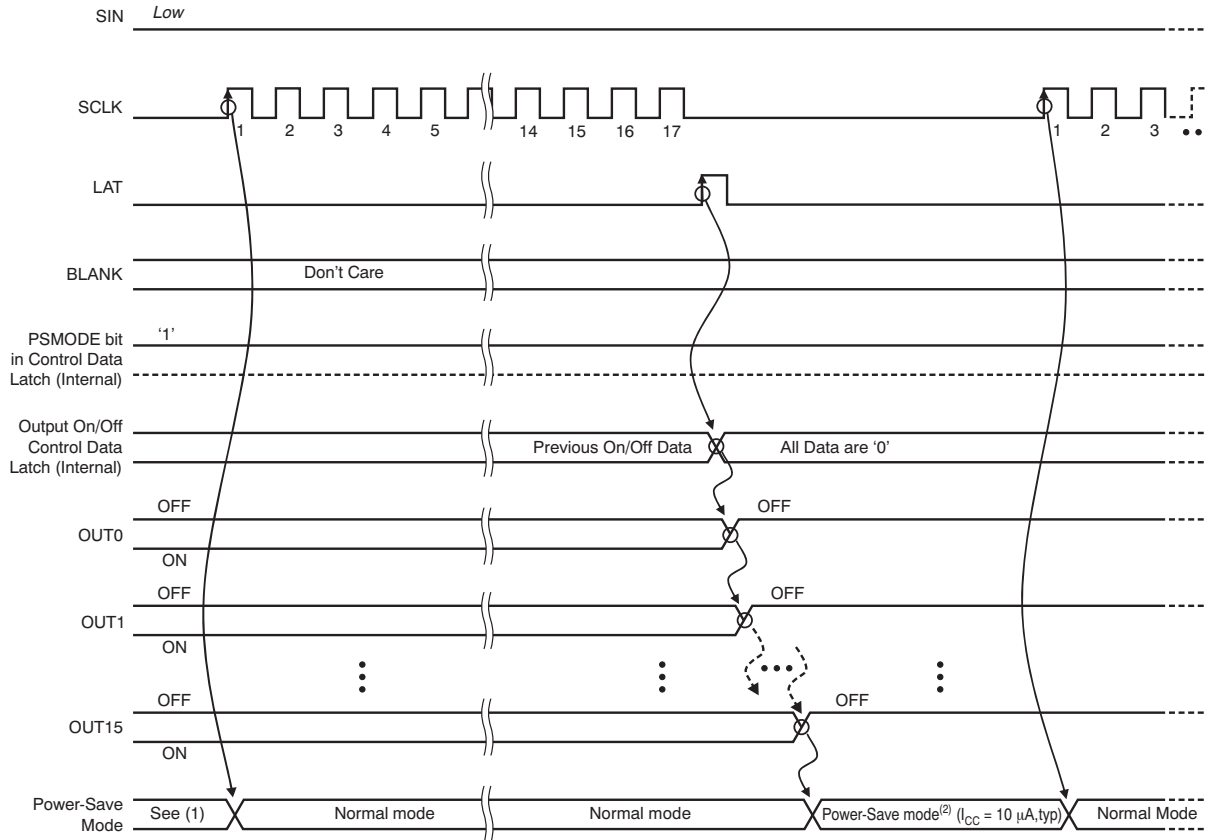 SIN
Low
SCLK
1 2 3 4 5 14 15 16 17 1 2 3
LAT
BLANK
Don't Care
PSMODE bit
in Control Data
Latch (Internal)
'1'
Output On/Off
Control Data
Latch (Internal)
Previous On/Off Data
All Data are '0'
OUT0
OFF
ON
OFF
OUT1
OFF
ON
OFF
OUT15
OFF
ON
OFF
Power-Save
Mode
See (1)
Normal mode
Normal mode
Power-Save mode(2) (ICC = 10 μA,typ)
Normal Mode